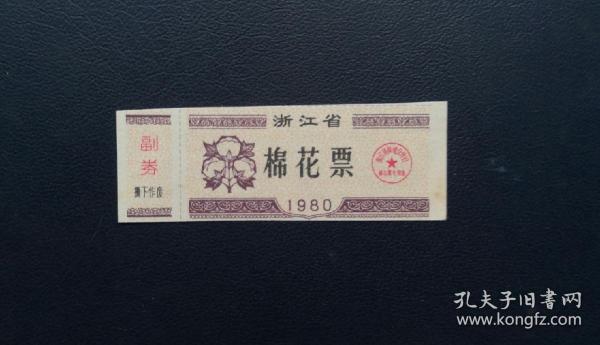 副
券
撕下作废
浙江省
棉花票
1980
孔夫子旧书网
www.kongfz.com